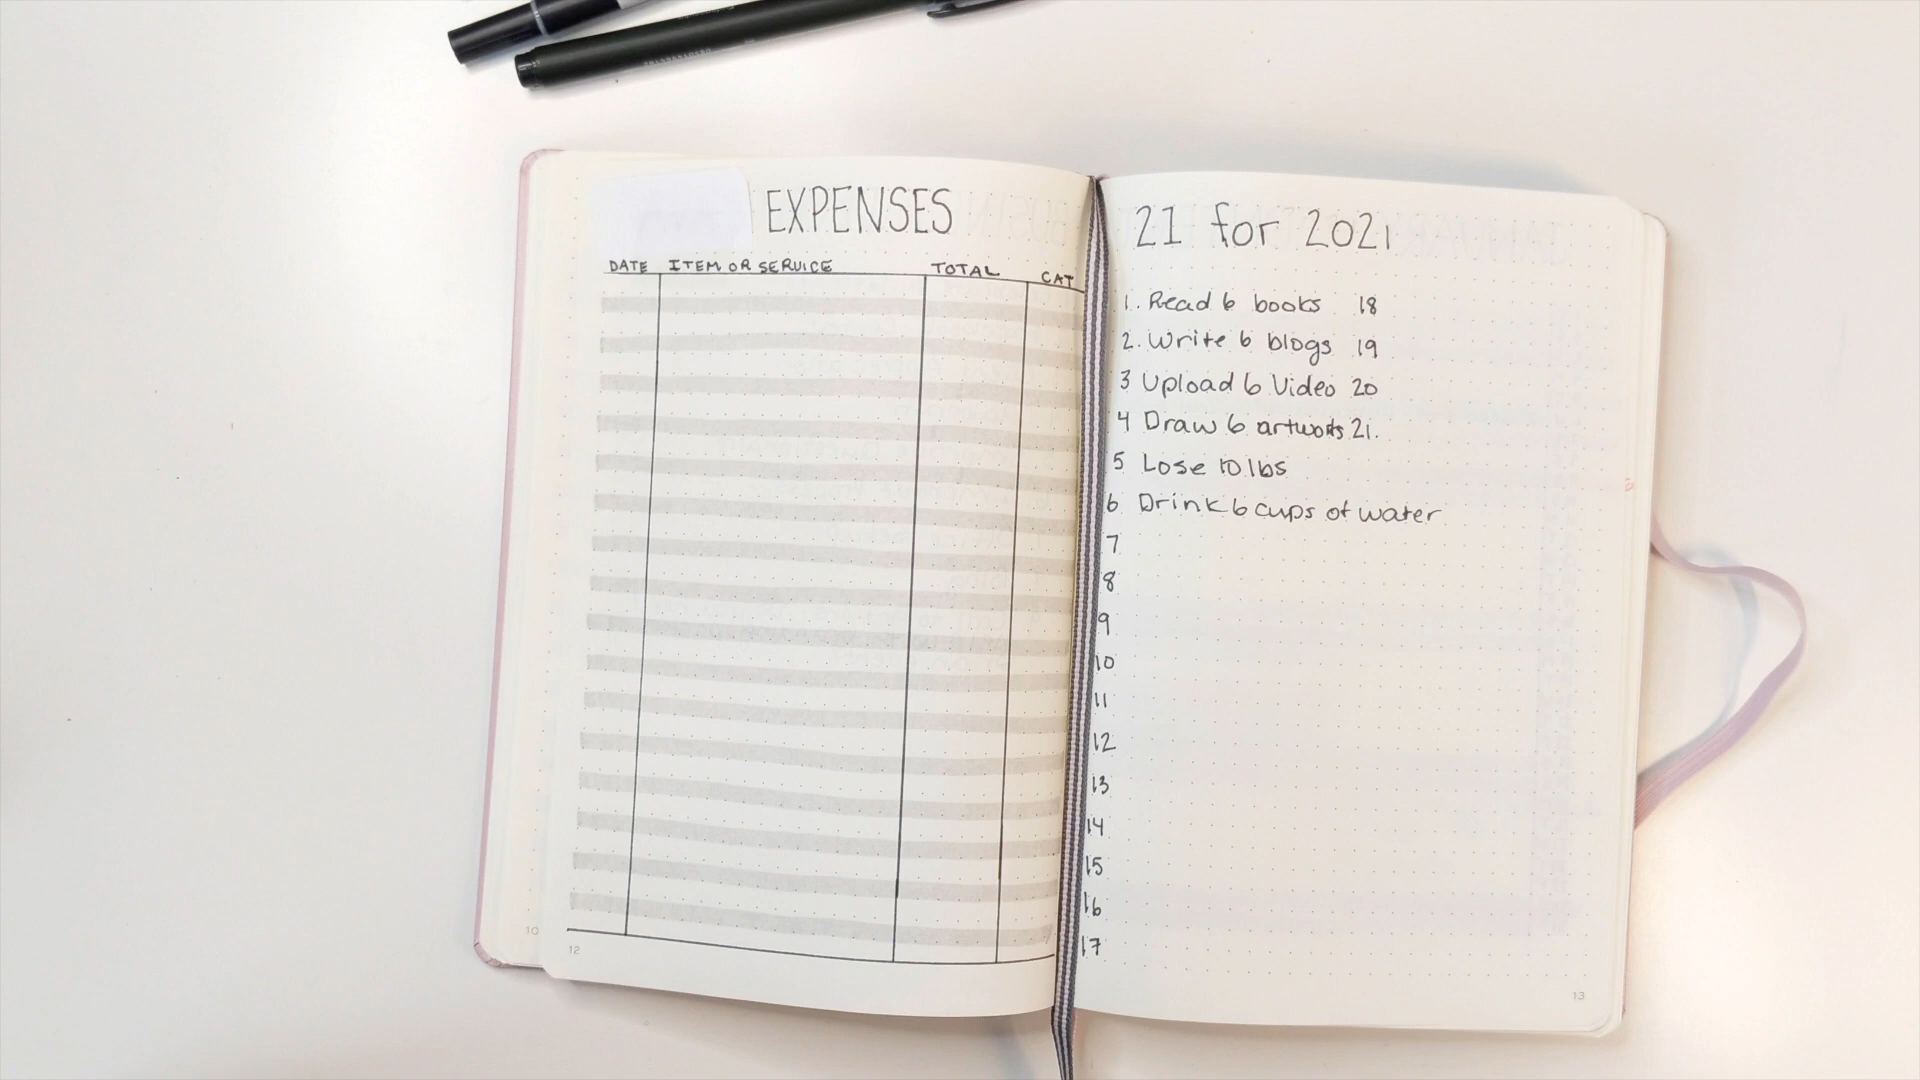 EXPENSES
DATE ITEM OR SERVICE TOTAL CAT
10
12
21 for 2021
1. Read 6 books 18
2. Write 6 blogs 19
3 Upload 6 Video 20
4 Draw 6 artworks 21.
5 Lose 10 lbs
6 Drink 6 cups of water
7
8
9
10
11
12
13
14
15
16
17
13